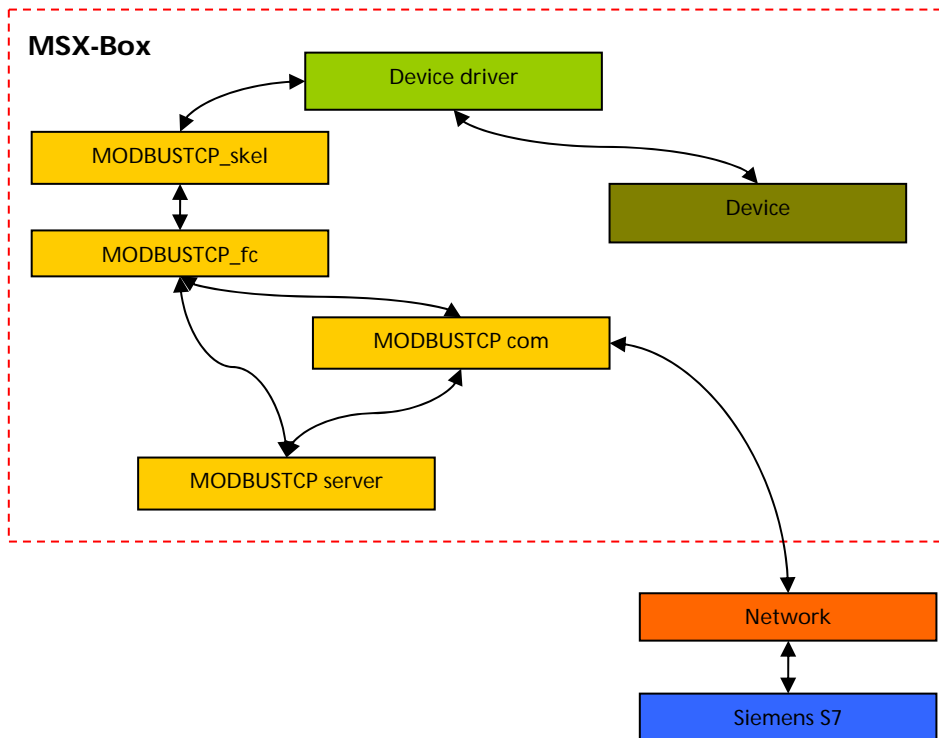 MSX-Box
Device driver
MODBUSTCP_skel
Device
MODBUSTCP_fc
MODBUSTCP com
MODBUSTCP server
Network
Siemens S7